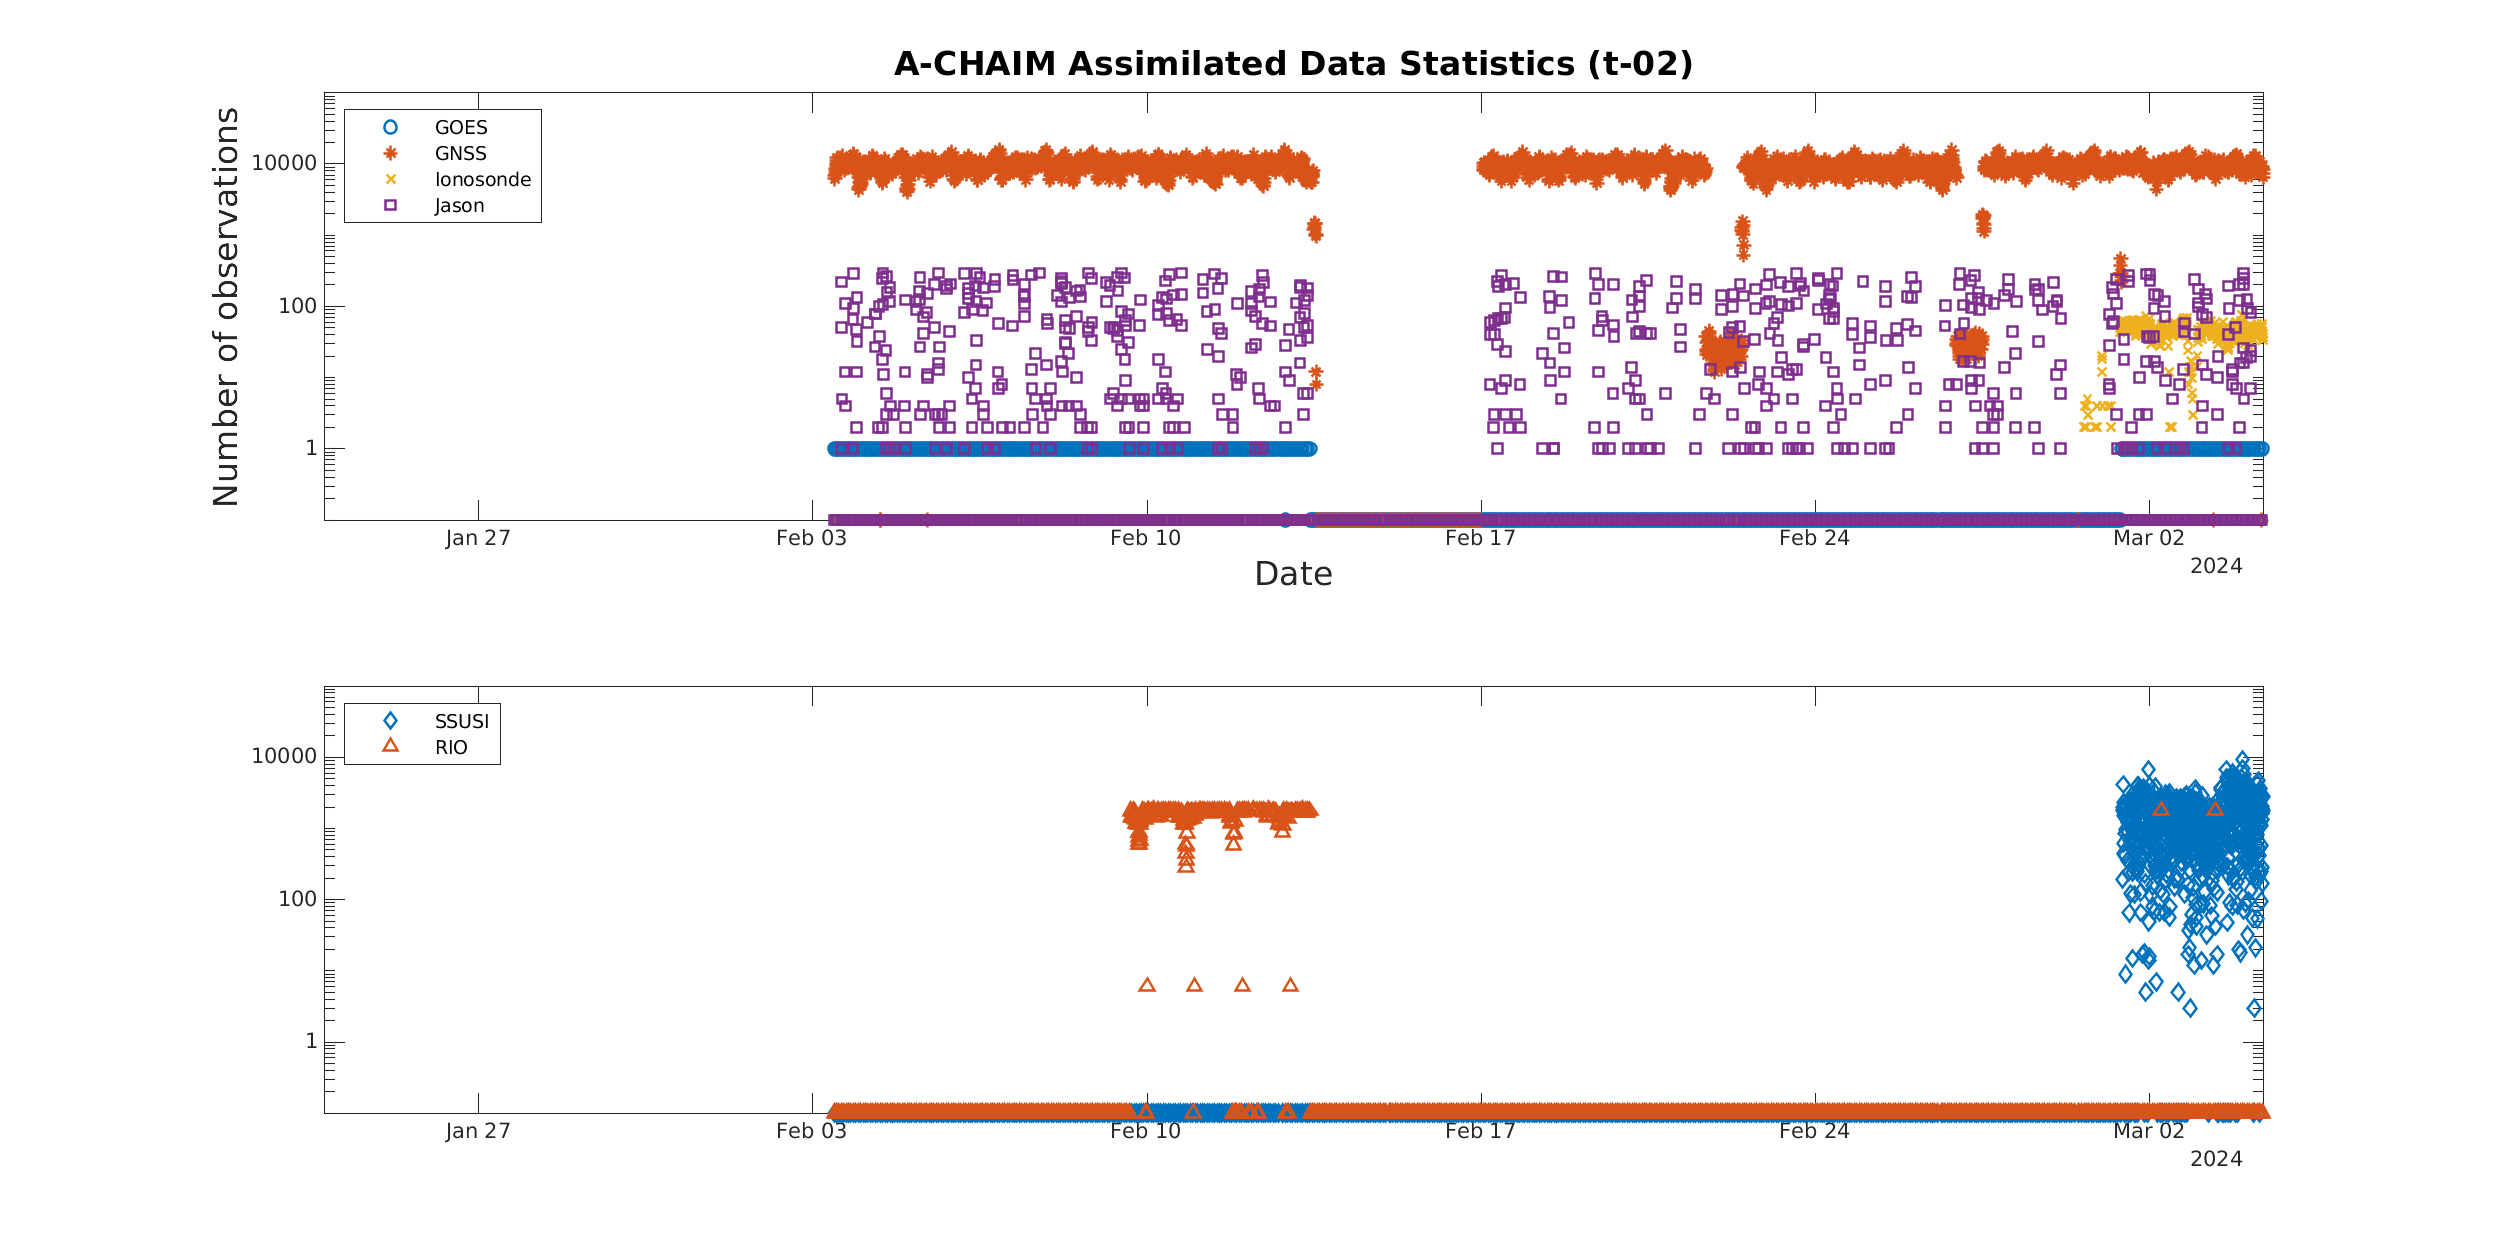 A-CHAIM Assimilated Data Statistics (t-02)
Number of observations
10000
100
1
GOES
GNSS
Ionosonde
Jason
Jan 27
Feb 03
Feb 10
Feb 17
Feb 24
Mar 02
2024
Date
10000
100
1
SSUSI
RIO
Jan 27
Feb 03
Feb 10
Feb 17
Feb 24
Mar 02
2024